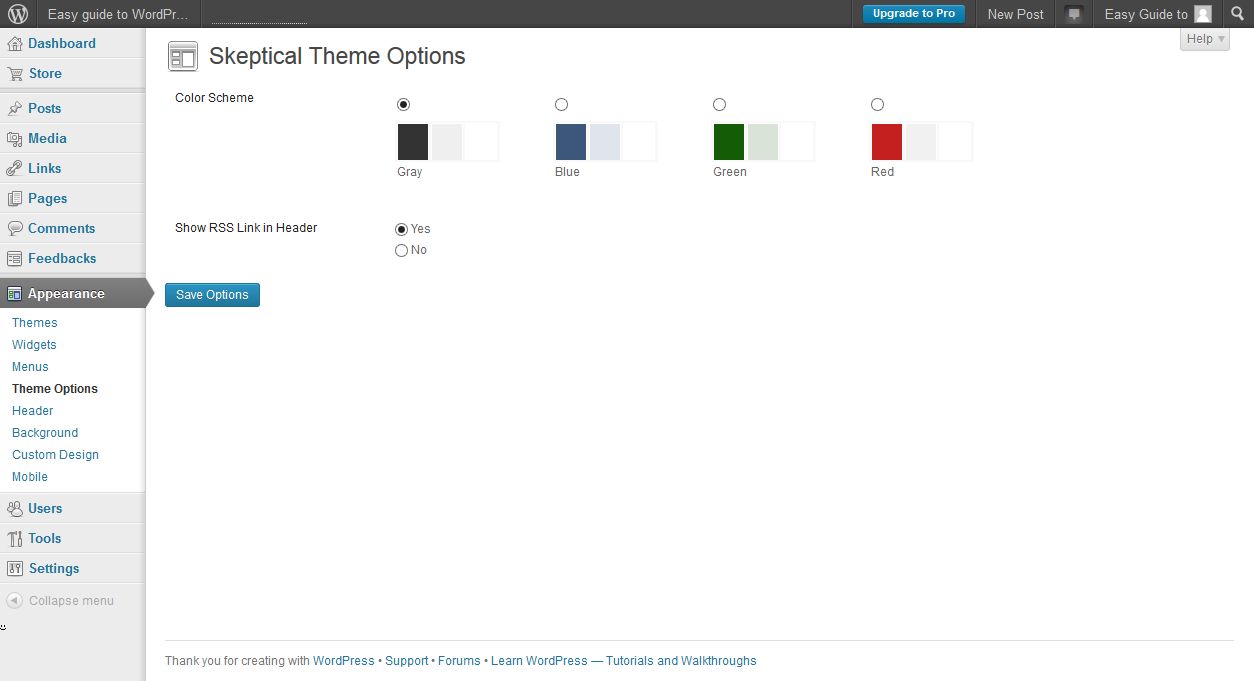 Easy guide to WordPr...
Upgrade to Pro
New Post
Easy Guide to
Help
Dashboard
Store
Posts
Media
Links
Pages
Comments
Feedbacks
Appearance
Themes
Widgets
Menus
Theme Options
Header
Background
Custom Design
Mobile
Users
Tools
Settings
Collapse menu
Skeptical Theme Options
Color Scheme
Gray
Blue
Green
Red
Show RSS Link in Header
Yes
No
Save Options
Thank you for creating with WordPress • Support • Forums • Learn WordPress — Tutorials and Walkthroughs